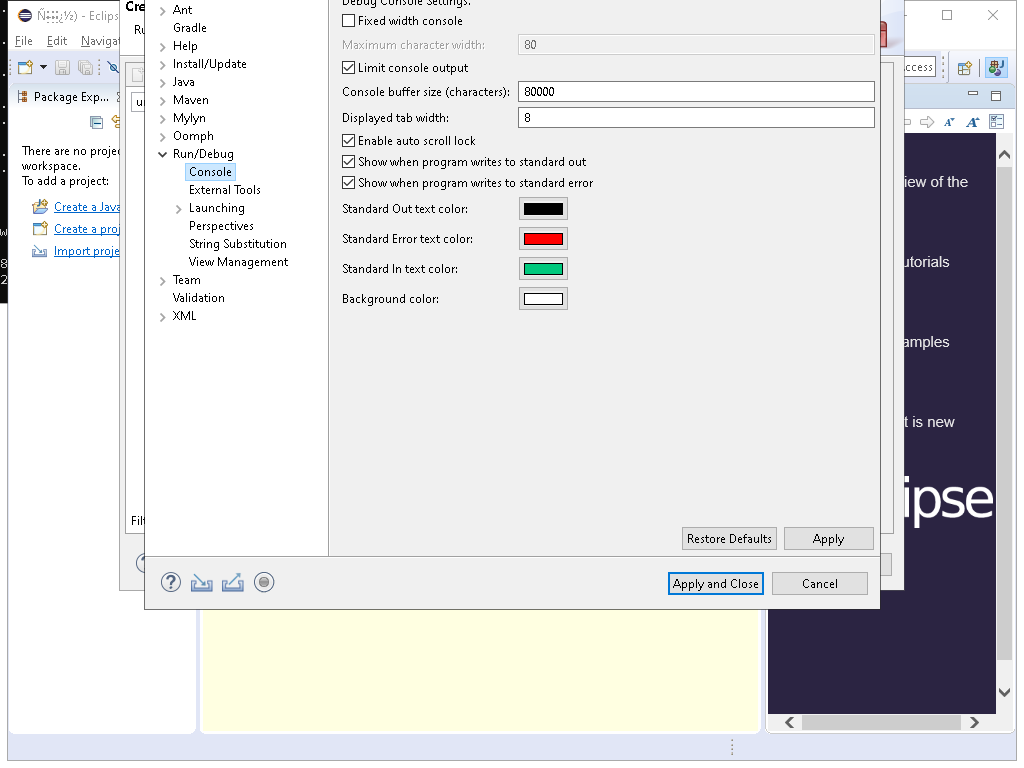 ½) - Eclips
File Edit Navigat
Cre
Ru
ccess
Package Exp...
There are no proje
workspace.
To add a project:
Create a Java
Create a proj
Import proje
Filt
Ant
Gradle
Help
Install/Update
Java
Maven
Mylyn
Oomph
Run/Debug
Console
External Tools
Launching
Perspectives
String Substitution
View Management
Team
Validation
XML
Debug Console Settings.
Fixed width console
Maximum character width: 80
Limit console output
Console buffer size (characters): 80000
Displayed tab width: 8
Enable auto scroll lock
Show when program writes to standard out
Show when program writes to standard error
Standard Out text color:
Standard Error text color:
Standard In text color:
Background color:
Restore Defaults Apply
Apply and Close Cancel
iew of the
utorials
amples
t is new
ipse